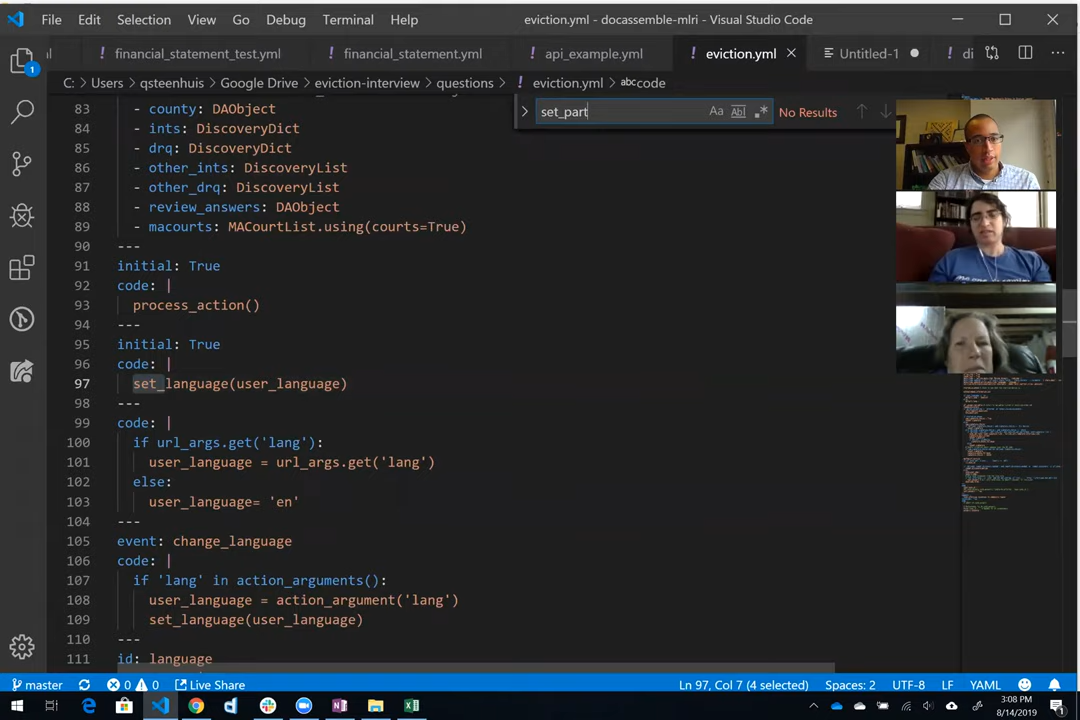 File Edit Selection View Go Debug Terminal Help eviction.yml - docassemble-mlri - Visual Studio Code
al ! financial_statement_test.yml ! financial_statement.yml ! api_example.yml ! eviction.yml Untitled-1 ! di
C: > Users > qsteenhuis > Google Drive > eviction-interview > questions > ! eviction.yml > abc code
set_part Aa Abl .* No Results
83 - county: DAObject
84 - ints: DiscoveryDict
85 - drq: DiscoveryDict
86 - other_ints: DiscoveryList
87 - other_drq: DiscoveryList
88 - review_answers: DAObject
89 - macourts: MACourtList.using(courts=True)
90 ---
91 initial: True
92 code: |
93 process_action()
94 ---
95 initial: True
96 code: |
97 set_language(user_language)
98 ---
99 code: |
100 if url_args.get('lang'):
101 user_language = url_args.get('lang')
102 else:
103 user_language= 'en'
104 ---
105 event: change_language
106 code: |
107 if 'lang' in action_arguments():
108 user_language = action_argument('lang')
109 set_language(user_language)
110 ---
111 id: language
1
master 0 0 Live Share Ln 97, Col 7 (4 selected) Spaces: 2 UTF-8 LF YAML
3:08 PM
8/14/2019